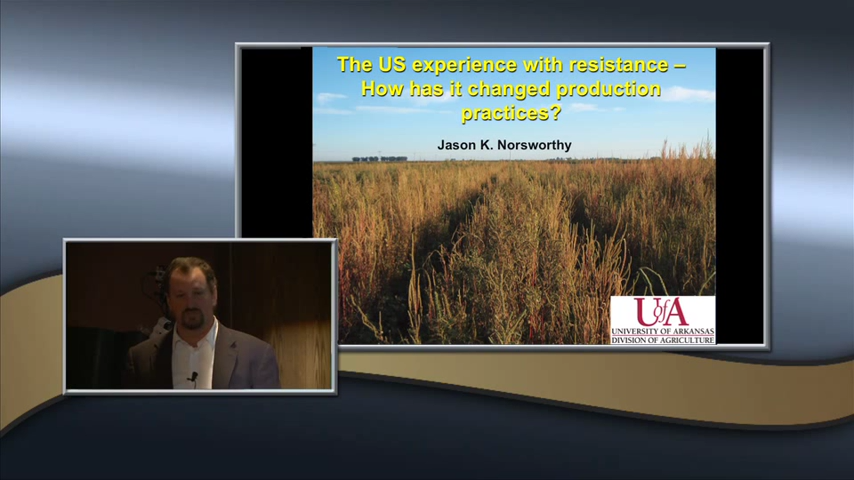 The US experience with resistance –
How has it changed production
practices?
Jason K. Norsworthy
UofA
UNIVERSITY OF ARKANSAS
DIVISION OF AGRICULTURE